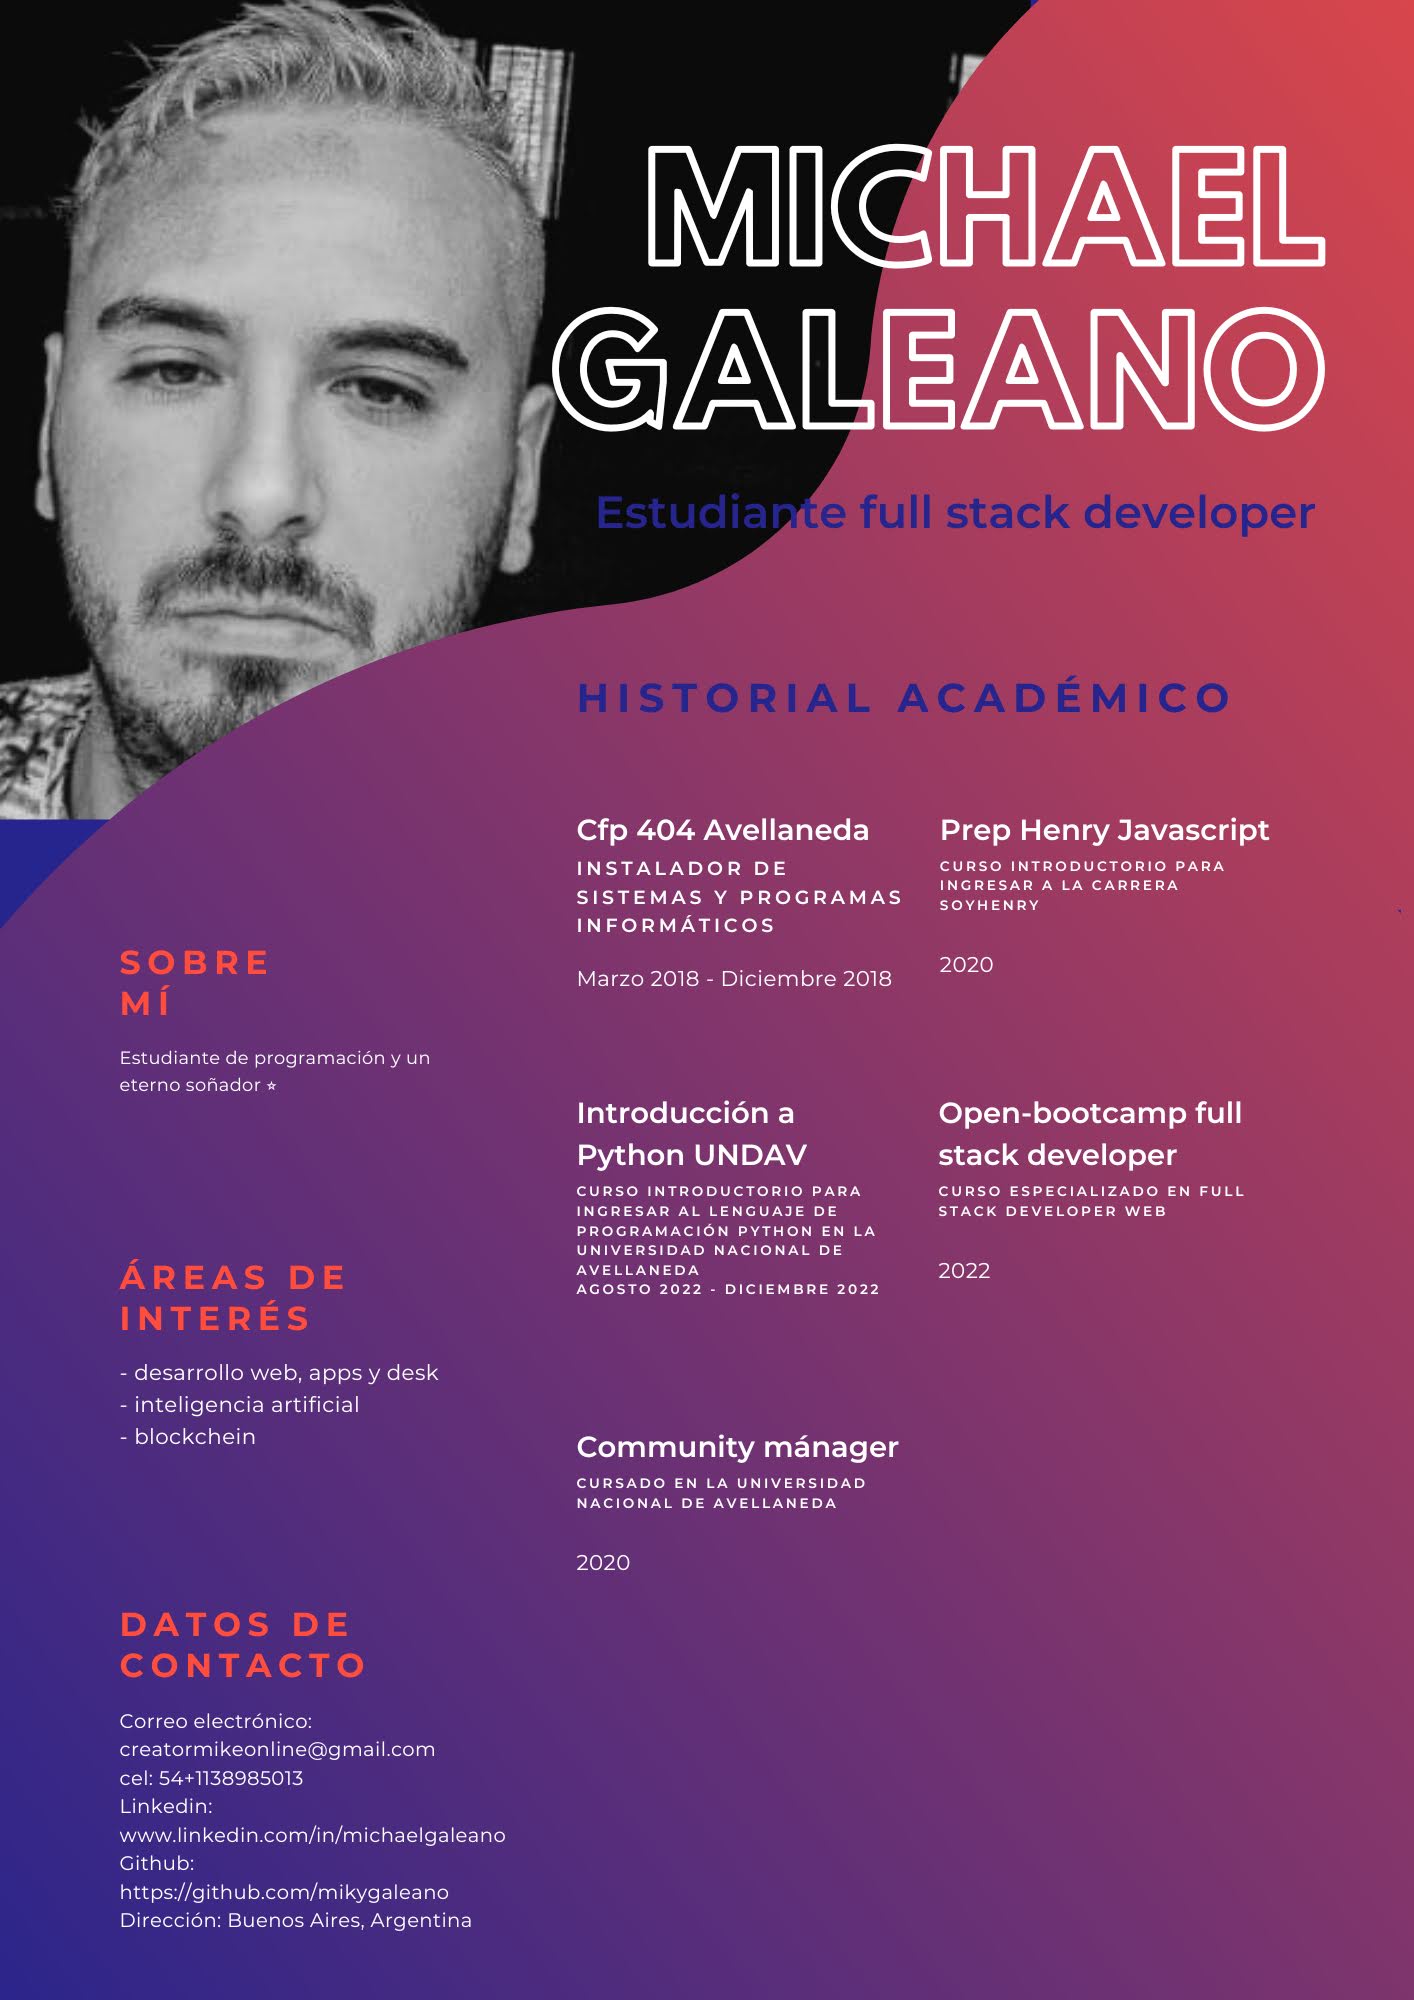 MICHAEL
GALEANO
Estudiante full stack developer
HISTORIAL ACADÉMICO
Cfp 404 Avellaneda
INSTALADOR DE
SISTEMAS Y PROGRAMAS
INFORMÁTICOS
Marzo 2018 - Diciembre 2018
Prep Henry Javascript
CURSO INTRODUCTORIO PARA
INGRESAR A LA CARRERA
SOYHENRY
2020
Introducción a
Python UNDAV
CURSO INTRODUCTORIO PARA
INGRESAR AL LENGUAJE DE
PROGRAMACIÓN PYTHON EN LA
UNIVERSIDAD NACIONAL DE
AVELLANEDA
AGOSTO 2022 - DICIEMBRE 2022
Open-bootcamp full
stack developer
CURSO ESPECIALIZADO EN FULL
STACK DEVELOPER WEB
2022
Community mánager
CURSADO EN LA UNIVERSIDAD
NACIONAL DE AVELLANEDA
2020
SOBRE
MÍ
Estudiante de programación y un
eterno soñador ⭐
ÁREAS DE
INTERÉS
- desarrollo web, apps y desk
- inteligencia artificial
- blockchein
DATOS DE
CONTACTO
Correo electrónico:
creatormikeonline@gmail.com
cel: 54+1138985013
Linkedin:
www.linkedin.com/in/michaelgaleano
Github:
https://github.com/mikygaleano
Dirección: Buenos Aires, Argentina